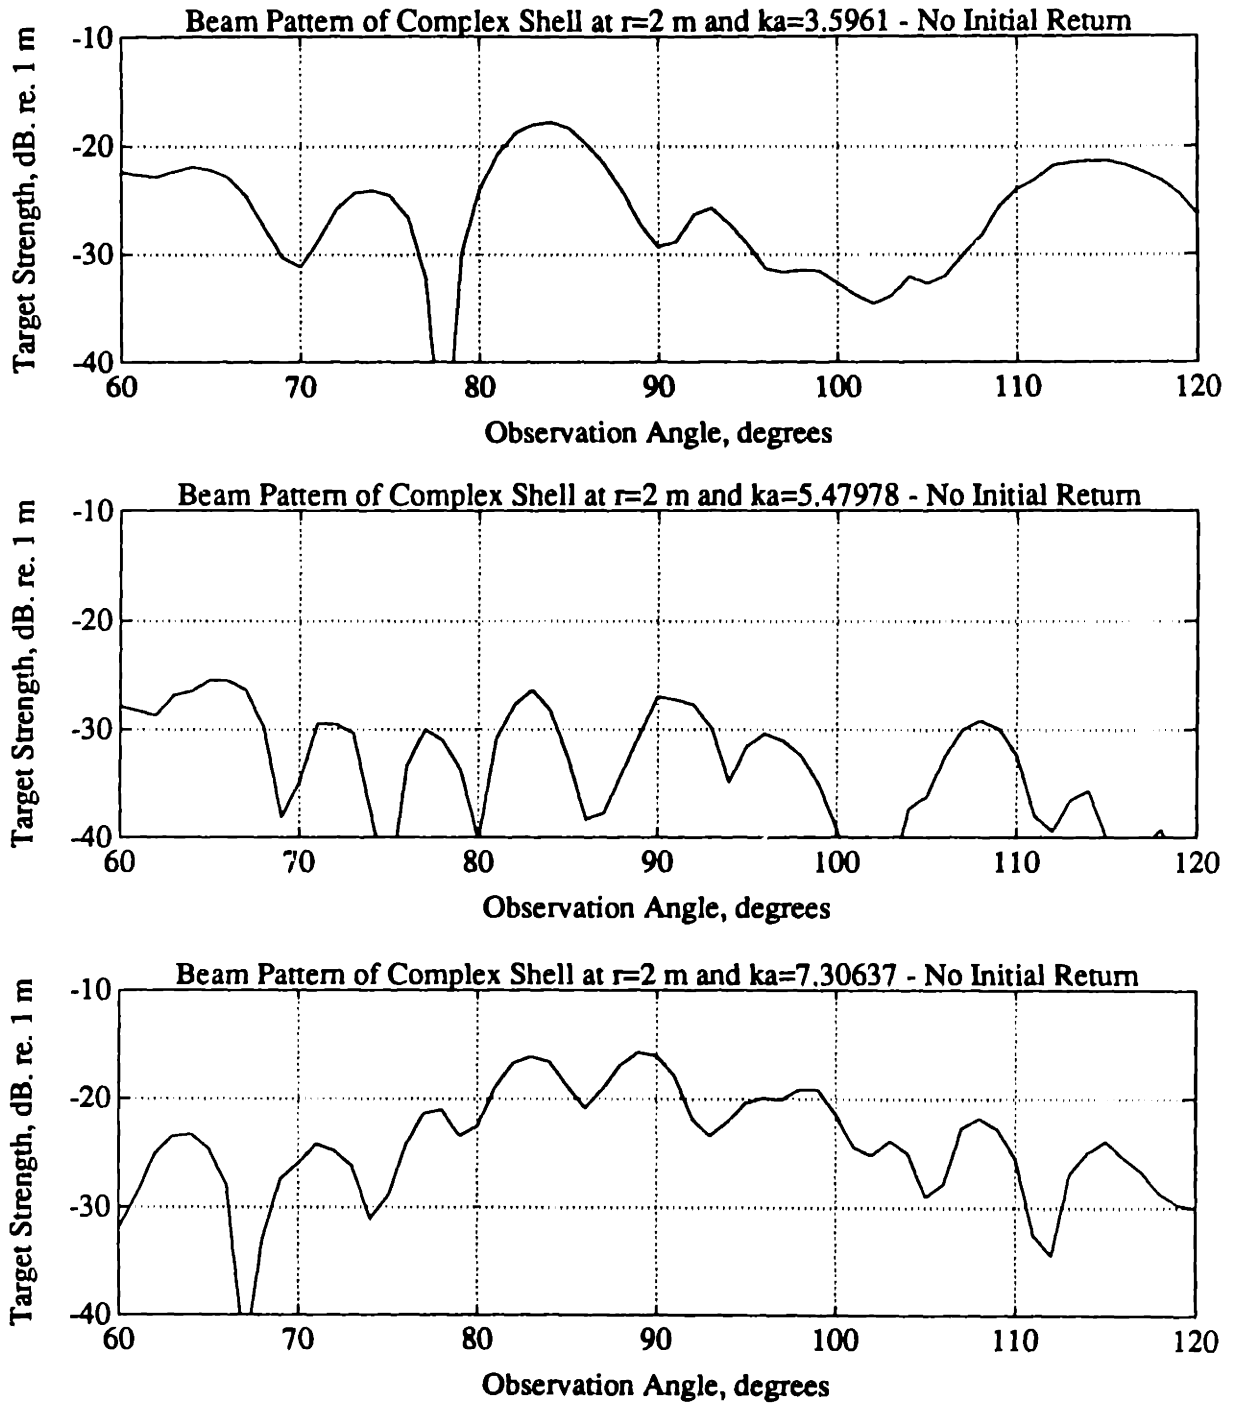 Beam Pattern of Complex Shell at r=2 m and ka=3.5961 - No Initial Return
Target Strength, dB. re. 1 m
-10
-20
-30
-40
60 70 80 90 100 110 120
Observation Angle, degrees
Beam Pattern of Complex Shell at r=2 m and ka=5.47978 - No Initial Return
Target Strength, dB. re. 1 m
-10
-20
-30
-40
60 70 80 90 100 110 120
Observation Angle, degrees
Beam Pattern of Complex Shell at r=2 m and ka=7.30637 - No Initial Return
Target Strength, dB. re. 1 m
-10
-20
-30
-40
60 70 80 90 100 110 120
Observation Angle, degrees